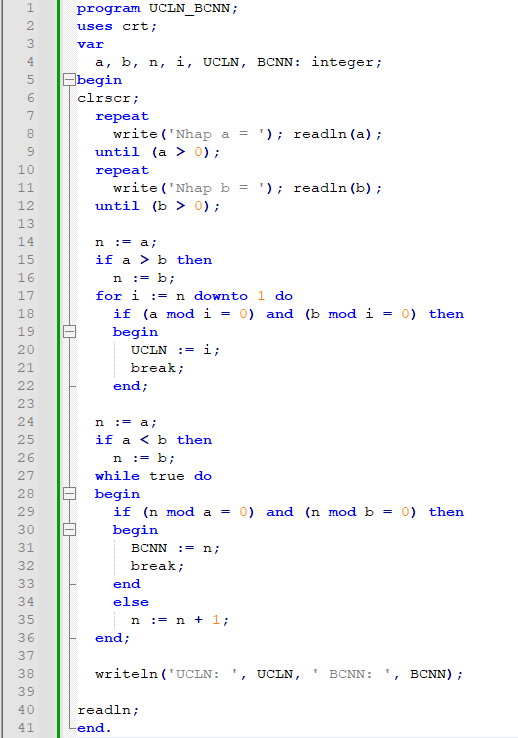 1 program UCLN_BCNN;
2 uses crt;
3 var
4 a, b, n, i, UCLN, BCNN: integer;
5 begin
6 clrscr;
7 repeat
8 write('Nhap a = '); readln(a);
9 until (a > 0);
10 repeat
11 write('Nhap b = '); readln(b);
12 until (b > 0);
13
14 n := a;
15 if a > b then
16 n := b;
17 for i := n downto 1 do
18 if (a mod i = 0) and (b mod i = 0) then
19 begin
20 UCLN := i;
21 break;
22 end;
23
24 n := a;
25 if a < b then
26 n := b;
27 while true do
28 begin
29 if (n mod a = 0) and (n mod b = 0) then
30 begin
31 BCNN := n;
32 break;
33 end
34 else
35 n := n + 1;
36 end;
37
38 writeln('UCLN: ', UCLN, ' BCNN: ', BCNN);
39
40 readln;
41 end.